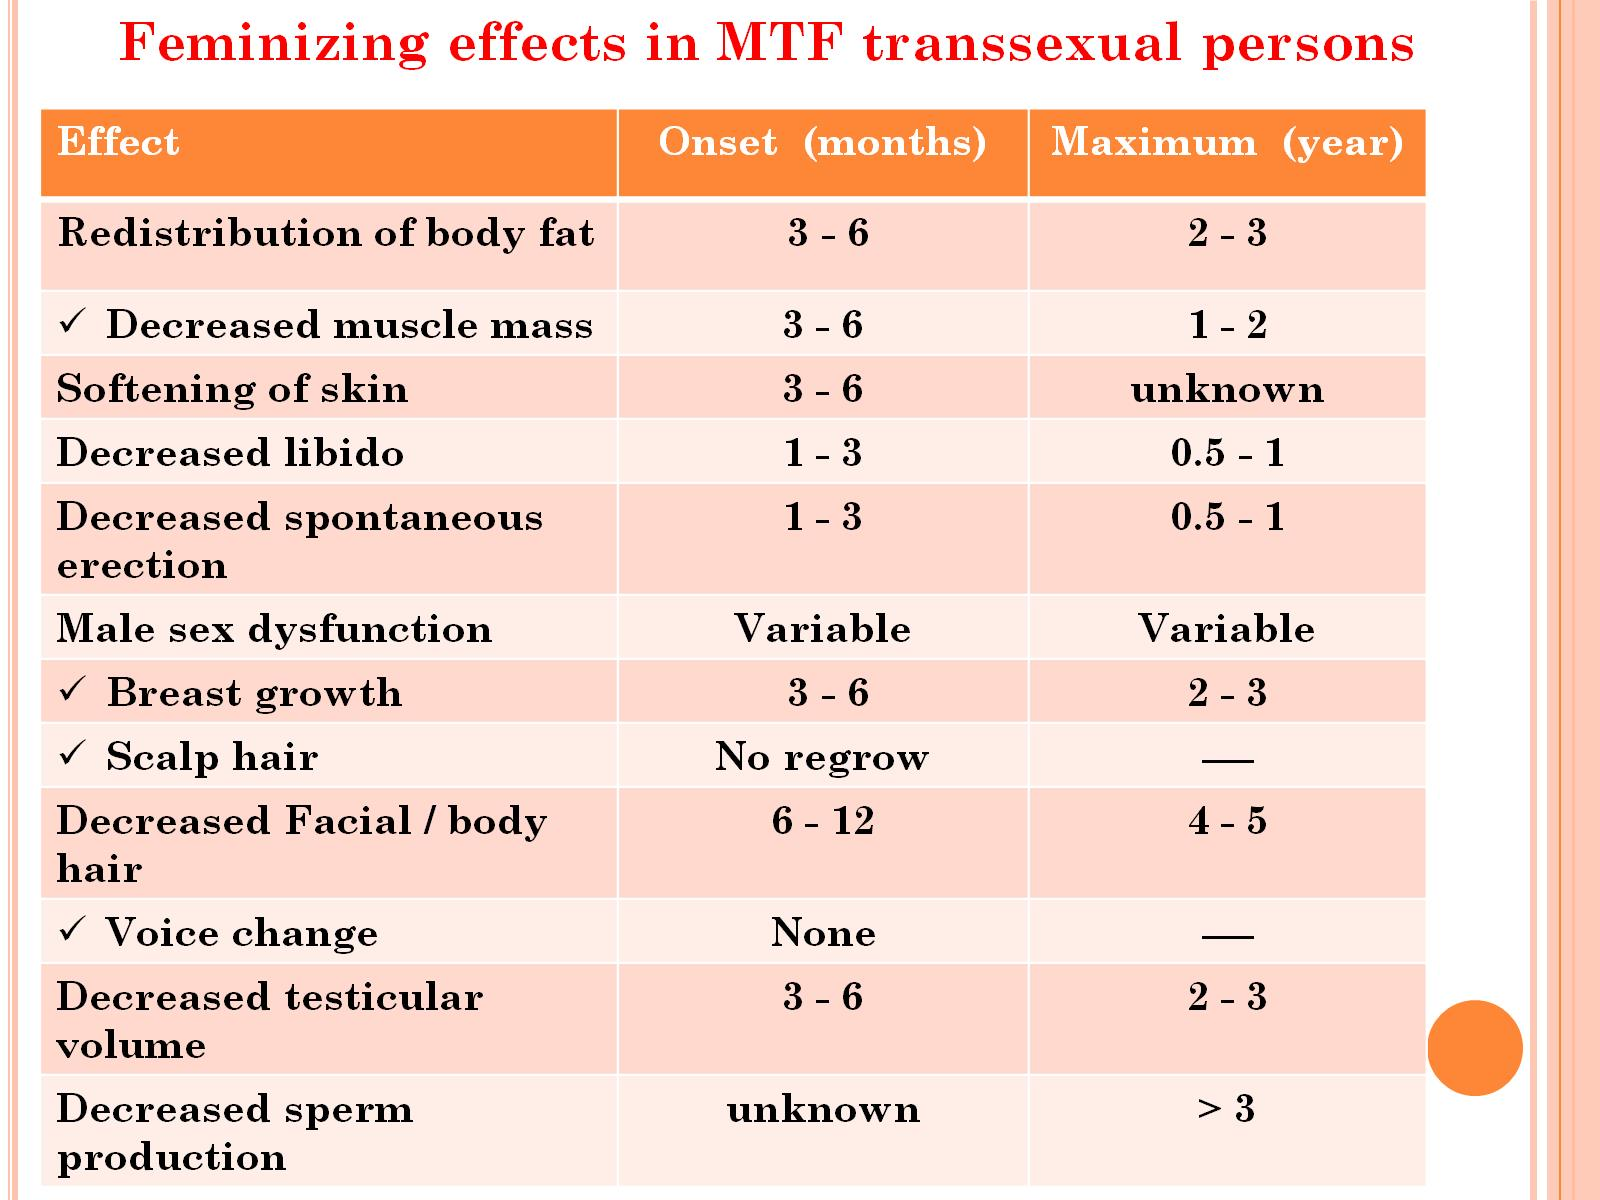 Feminizing effects in MTF transsexual persons
Effect Onset (months) Maximum (year)
Redistribution of body fat 3 - 6 2 - 3
✓ Decreased muscle mass 3 - 6 1 - 2
Softening of skin 3 - 6 unknown
Decreased libido 1 - 3 0.5 - 1
Decreased spontaneous 1 - 3 0.5 - 1
erection
Male sex dysfunction Variable Variable
✓ Breast growth 3 - 6 2 - 3
✓ Scalp hair No regrow —
Decreased Facial / body 6 - 12 4 - 5
hair
✓ Voice change None —
Decreased testicular 3 - 6 2 - 3
volume
Decreased sperm unknown > 3
production